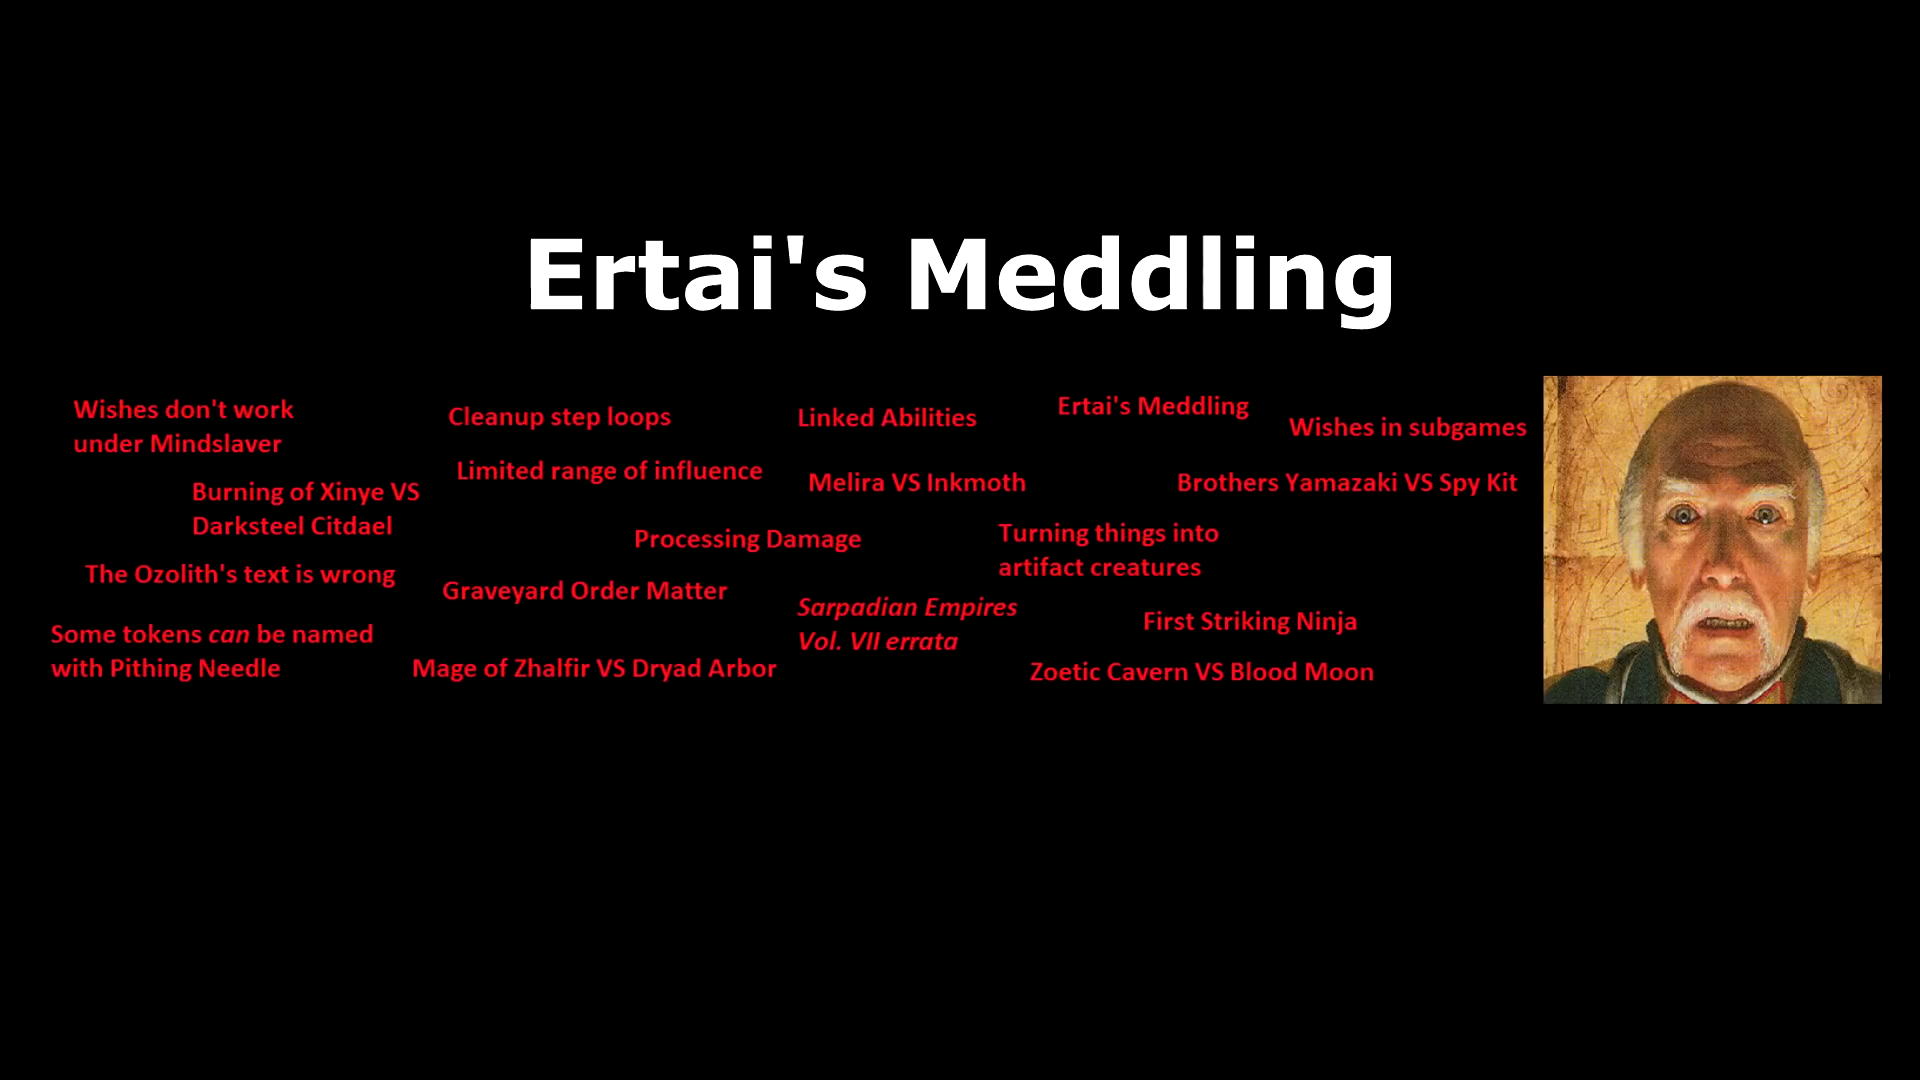 Ertai's Meddling
Wishes don't work
under Mindslaver
Cleanup step loops
Linked Abilities
Ertai's Meddling
Wishes in subgames
Burning of Xinye VS
Darksteel Citdael
Limited range of influence
Melira VS Inkmoth
Brothers Yamazaki VS Spy Kit
Processing Damage
Turning things into
artifact creatures
The Ozolith's text is wrong
Graveyard Order Matter
Sarpadian Empires
Vol. VII errata
First Striking Ninja
Some tokens can be named
with Pithing Needle
Mage of Zhalfir VS Dryad Arbor
Zoetic Cavern VS Blood Moon